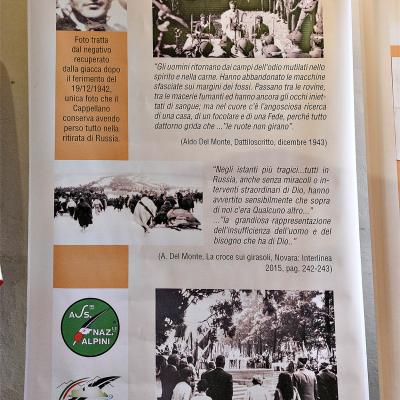 Foto tratta
dal negativo
recuperato
dalla giacca dopo
il ferimento del
19/12/1942,
unica foto che il
Cappellano
conserva avendo
perso tutto nella
ritirata di Russia.
"Gli uomini ritornano dai campi dell'odio mutilati nello
spirito e nella carne. Hanno abbandonato le macchine
sfasciate sui margini dei fossi. Passano tra le rovine,
tra le macerie fumanti ed hanno ancora gli occhi iniet-
tati di sangue; ma nel cuore c'è l'angosciosa ricerca
di una casa, di un focolare e di una Fede, perché tutto
dattorno grida che ..."le ruote non girano".
(Aldo Del Monte, Dattiloscritto, dicembre 1943)
"Negli istanti più tragici...tutti in
Russia, anche senza miracoli o in-
terventi straordinari di Dio, hanno
avvertito sensibilmente che sopra
di noi c'era Qualcuno altro..."
..."la grandiosa rappresentazione
dell'insufficienza dell'uomo e del
bisogno che ha di Dio.."
(A. Del Monte, La croce sui girasoli, Novara: Interlinea
2015, pag. 242-243)
ASS.
NAZ.
ALPINI